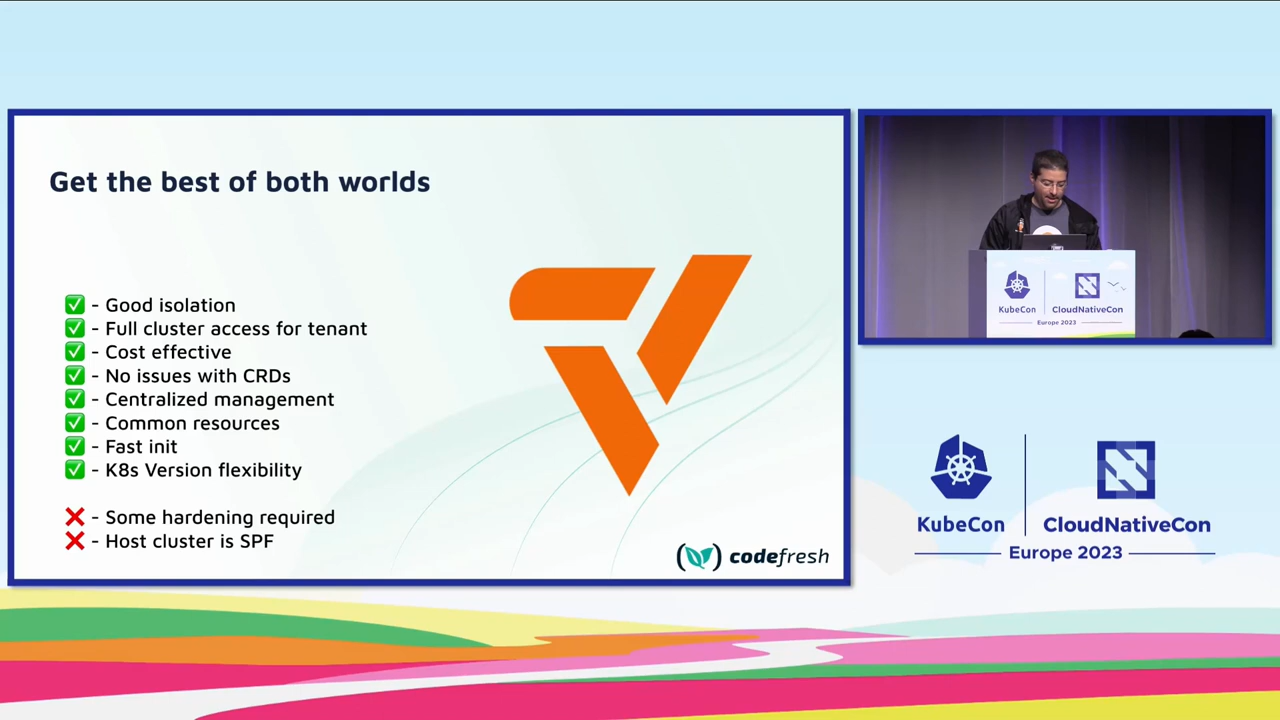 Get the best of both worlds
✅ - Good isolation
✅ - Full cluster access for tenant
✅ - Cost effective
✅ - No issues with CRDs
✅ - Centralized management
✅ - Common resources
✅ - Fast init
✅ - K8s Version flexibility
❌ - Some hardening required
❌ - Host cluster is SPF
codefresh
KubeCon
CloudNativeCon
Europe 2023
KubeCon
CloudNativeCon
Europe 2023